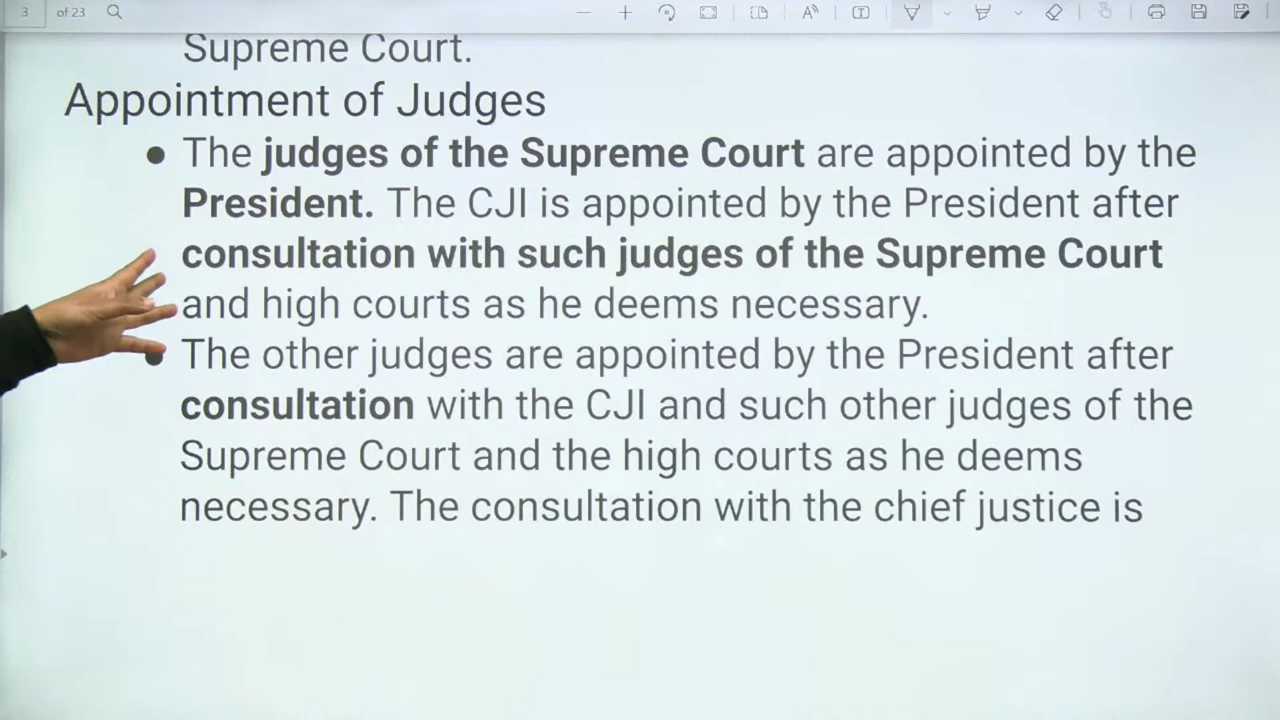 3 of 23
Supreme Court.
Appointment of Judges
● The judges of the Supreme Court are appointed by the
President. The CJI is appointed by the President after
consultation with such judges of the Supreme Court
and high courts as he deems necessary.
● The other judges are appointed by the President after
consultation with the CJI and such other judges of the
Supreme Court and the high courts as he deems
necessary. The consultation with the chief justice is